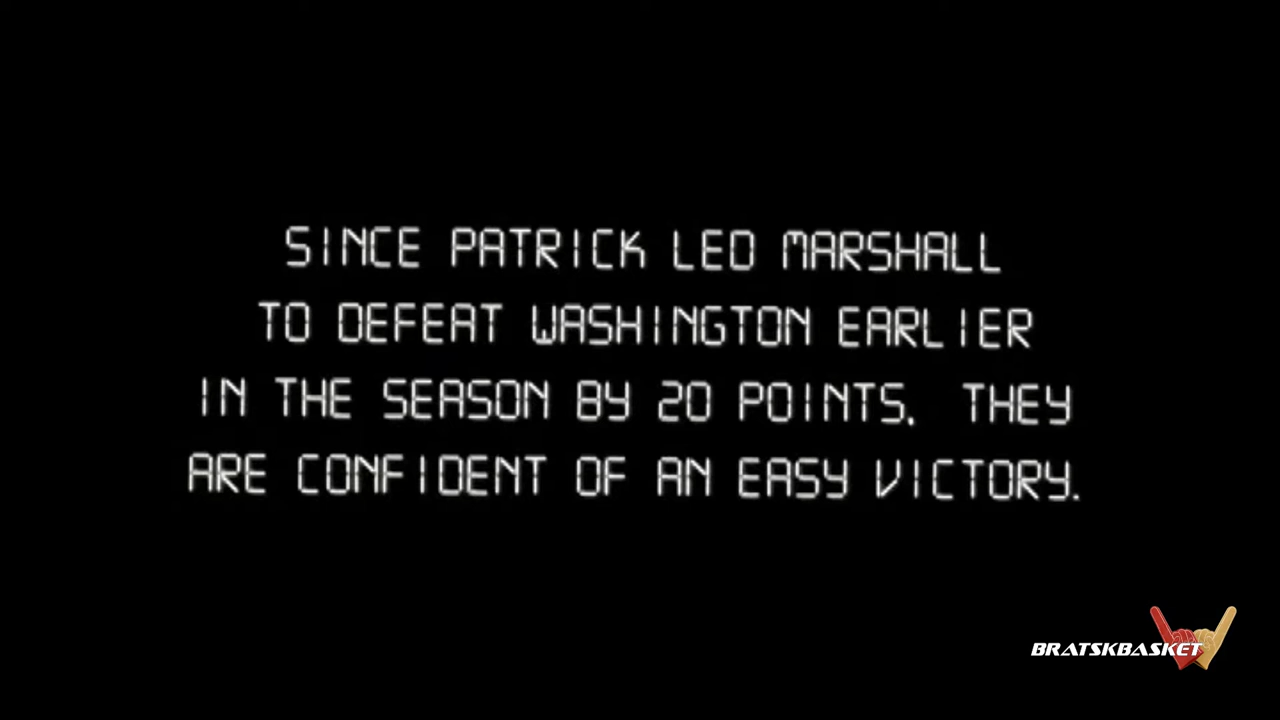 SINCE PATRICK LED MARSHALL
TO DEFEAT WASHINGTON EARLIER
IN THE SEASON BY 20 POINTS. THEY
ARE CONFIDENT OF AN EASY VICTORY.
BRATSKBASKET